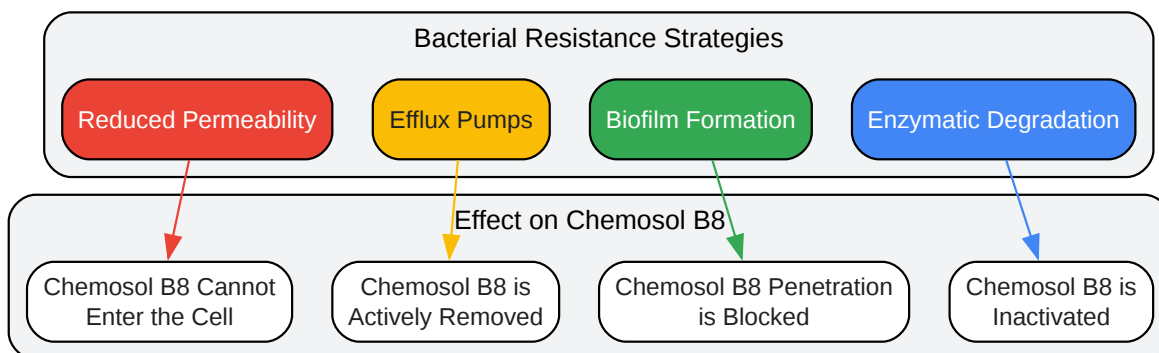 Bacterial Resistance Strategies
Reduced Permeability
Efflux Pumps
Biofilm Formation
Enzymatic Degradation
Effect on Chemosol B8
Chemosol B8 Cannot
Enter the Cell
Chemosol B8 is
Actively Removed
Chemosol B8 Penetration
is Blocked
Chemosol B8 is
Inactivated